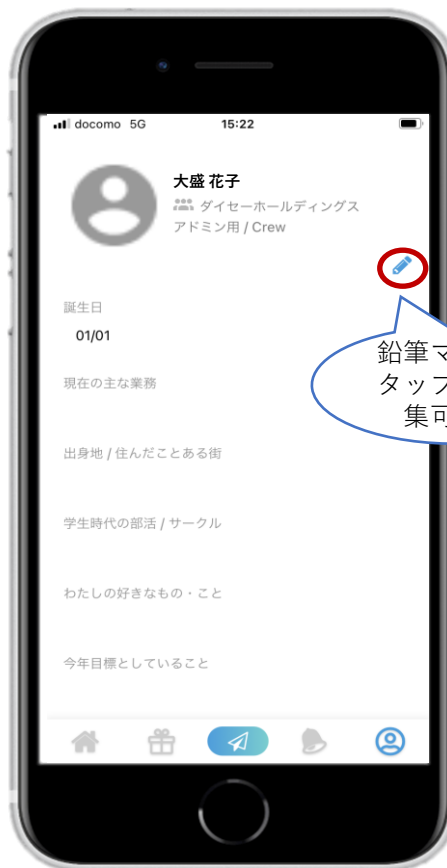 docomo 5G 15:22
大盛 花子
ダイセーホールディングス
アドミン用 / Crew
誕生日
01/01
鉛筆マ
タップ
集可
現在の主な業務
出身地 / 住んだことある街
学生時代の部活 / サークル
わたしの好きなもの・こと
今年目標としていること